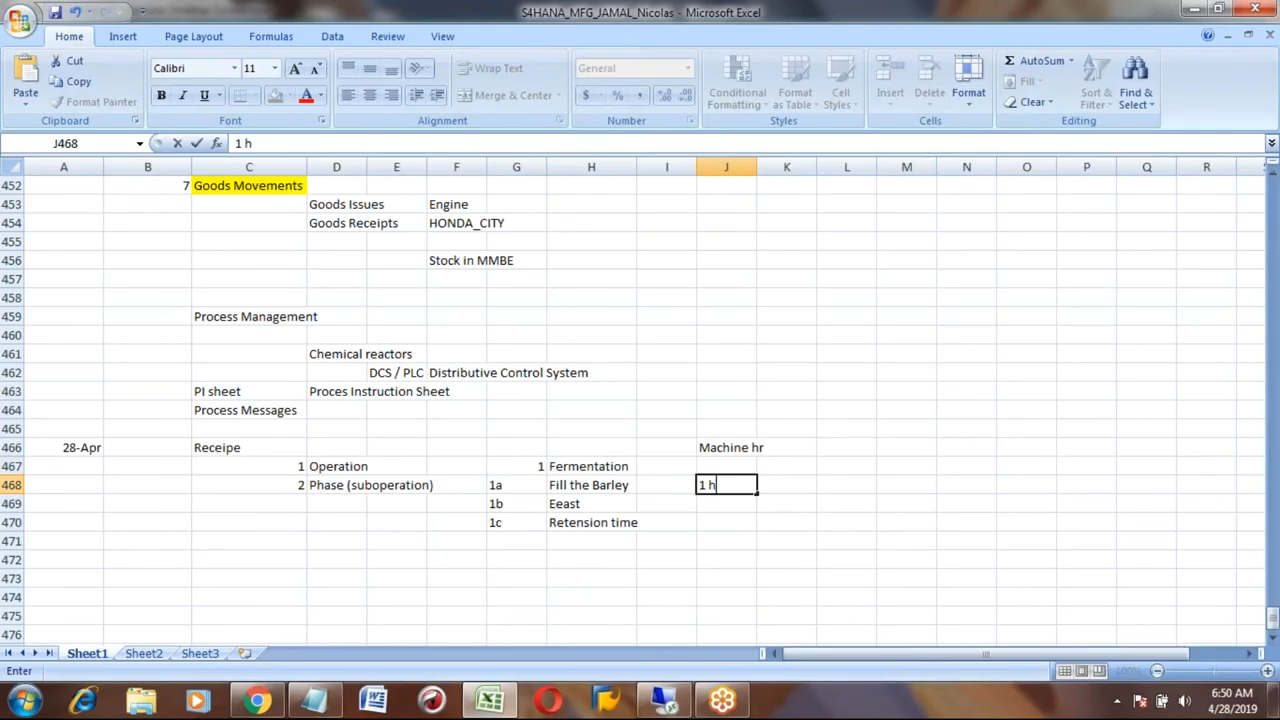 S4HANA_MFG_JAMAL_Nicolas - Microsoft Excel
Home Insert Page Layout Formulas Data Review View
Paste Cut Copy Format Painter Clipboard
Calibri 11 A A B I U A Font
Wrap Text Merge & Center Alignment
General $ % , Number
Conditional Formatting Format as Table Cell Styles Styles
Insert Delete Format Cells
Σ AutoSum Fill Clear Sort & Filter Find & Select Editing
J468 fx 1 h
A B C D E F G H I J K L M N O P Q R
452 7 Goods Movements
453 Goods Issues Engine
454 Goods Receipts HONDA_CITY
455
456 Stock in MMBE
457
458
459 Process Management
460
461 Chemical reactors
462 DCS / PLC Distributive Control System
463 PI sheet Proces Instruction Sheet
464 Process Messages
465
466 28-Apr Receipe Machine hr
467 1 Operation 1 Fermentation
468 2 Phase (suboperation) 1a Fill the Barley 1 h
469 1b Eeast
470 1c Retension time
471
472
473
474
475
476
Sheet1 Sheet2 Sheet3
Enter 100%
6:50 AM
4/28/2019